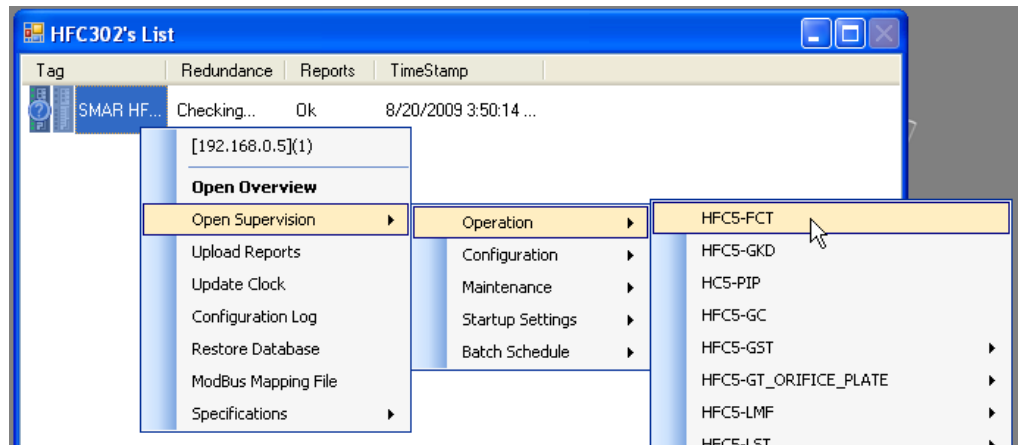 HFC302's List
Tag Redundance Reports TimeStamp
SMAR HF... Checking... Ok 8/20/2009 3:50:14 ...
[192.168.0.5](1)
Open Overview
Open Supervision
Upload Reports
Update Clock
Configuration Log
Restore Database
ModBus Mapping File
Specifications
Operation
Configuration
Maintenance
Startup Settings
Batch Schedule
HFC5-FCT
HFC5-GKD
HC5-PIP
HFC5-GC
HFC5-GST
HFC5-GT_ORIFICE_PLATE
HFC5-LMF
HFC5-LST